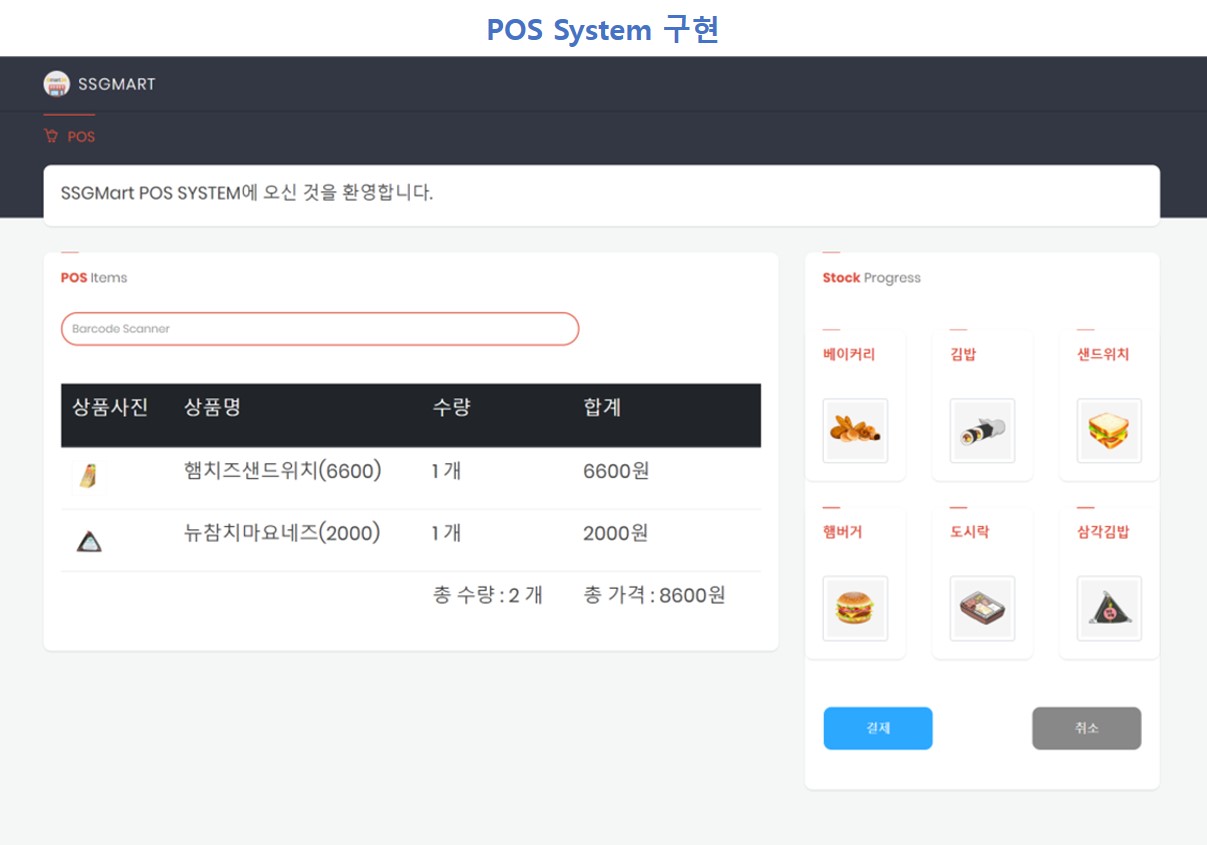 POS System 구현
SSGMART
POS
SSGMart POS SYSTEM에 오신 것을 환영합니다.
POS Items
Barcode Scanner
상품사진 상품명 수량 합계
햄치즈샌드위치(6600) 1 개 6600원
뉴참치마요네즈(2000) 1 개 2000원
총 수량 : 2 개 총 가격 : 8600원
Stock Progress
베이커리 김밥 샌드위치
햄버거 도시락 삼각김밥
결제 취소